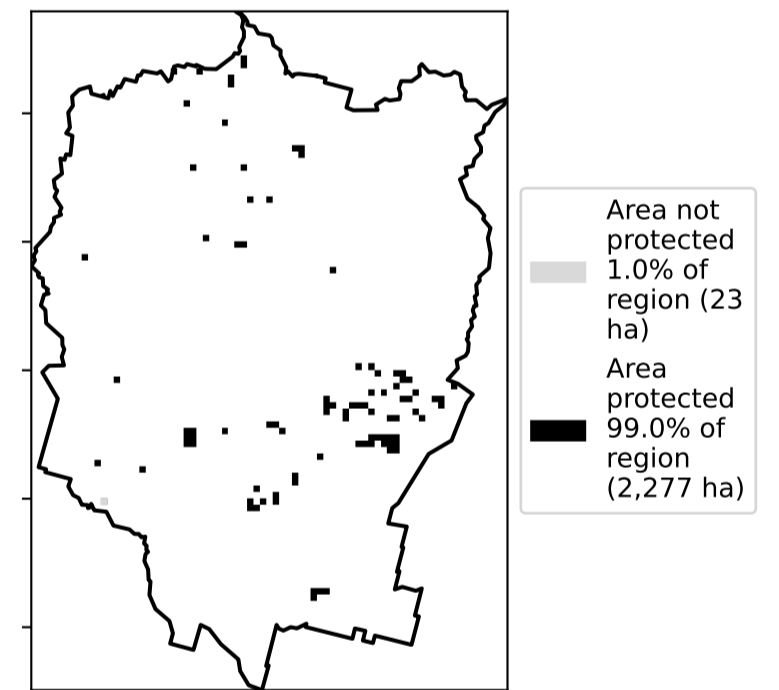 Area not
protected
1.0% of
region (23
ha)
Area
protected
99.0% of
region
(2,277 ha)